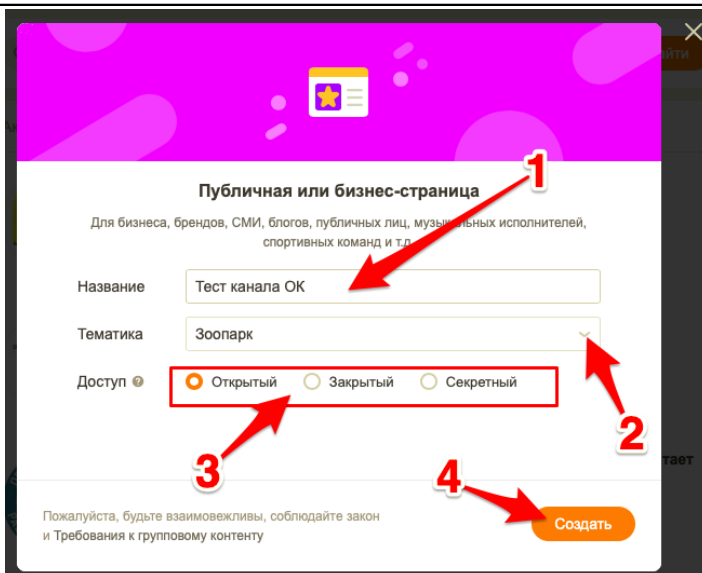 йти
Публичная или бизнес-страница
1
Для бизнеса, брендов, СМИ, блогов, публичных лиц, музыкальных исполнителей,
спортивных команд и т.д.
Название
Тест канала ОК
Тематика
Зоопарк
Доступ
Открытый
Закрытый
Секретный
2
3
тает
4
Пожалуйста, будьте взаимовежливы, соблюдайте закон
и Требования к групповому контенту
Создать